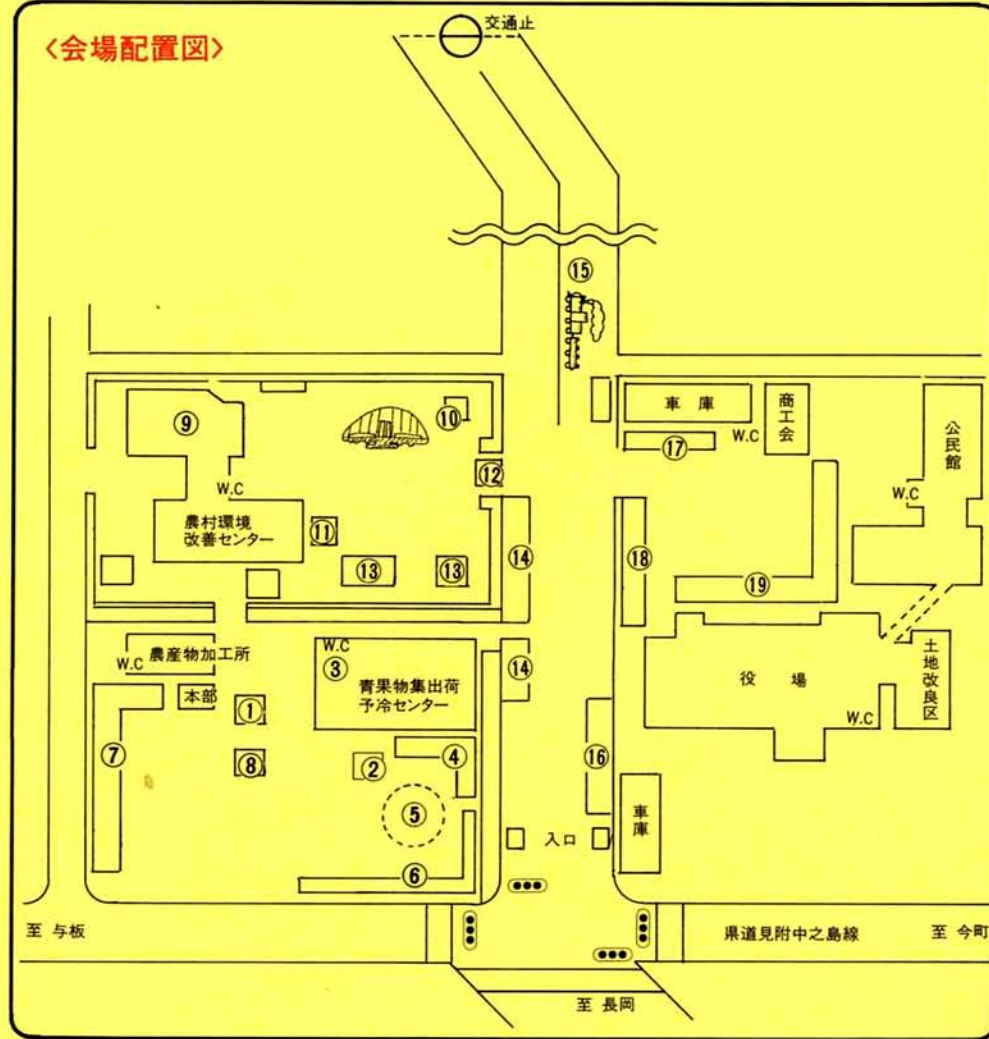 〈会場配置図〉
交通止
⑮
⑨
W.C
農村環境
改善センター
⑩
⑫
⑪
⑬
⑬
⑭
車庫
W.C
商工会
⑰
公民館
W.C
⑱
⑲
W.C
農産物加工所
本部
①
⑧
⑦
W.C
③
青果物集出荷
予冷センター
②
④
⑤
⑥
⑭
⑯
役場
W.C
土地改良区
車庫
入口
至 与板
県道見附中之島線
至 今町
至 長岡